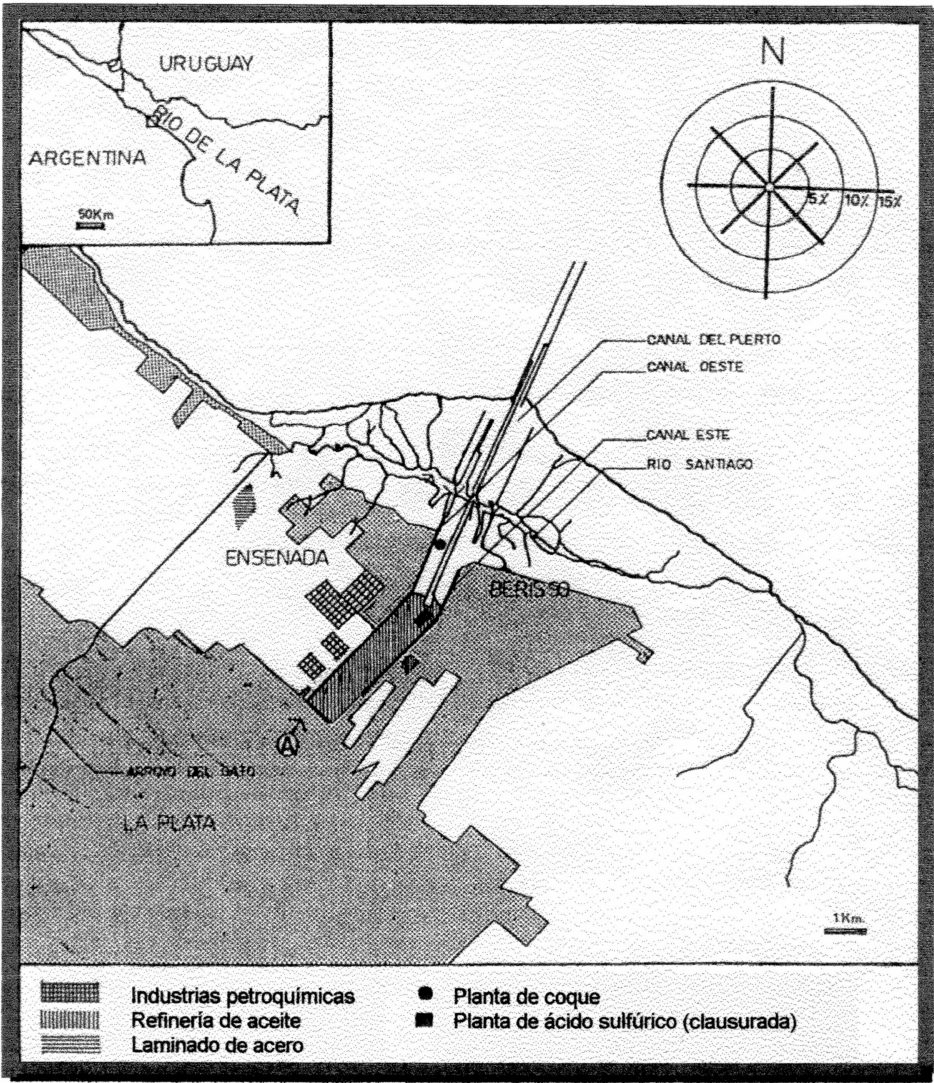 URUGUAY
RIO DE LA PLATA
ARGENTINA
50Km
N
5% 10% 15%
CANAL DEL PUERTO
CANAL OESTE
CANAL ESTE
RIO SANTIAGO
ENSENADA
BERISSO
A
ARROYO DEL GATO
LA PLATA
1Km.
Industrias petroquímicas
Refinería de aceite
Laminado de acero
Planta de coque
Planta de ácido sulfúrico (clausurada)